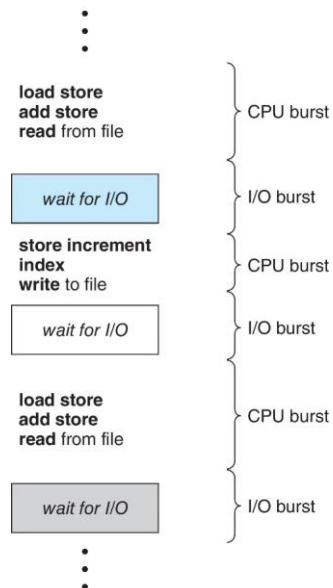 load store
add store
read from file
CPU burst
wait for I/O
I/O burst
store increment
index
write to file
CPU burst
wait for I/O
I/O burst
load store
add store
read from file
CPU burst
wait for I/O
I/O burst